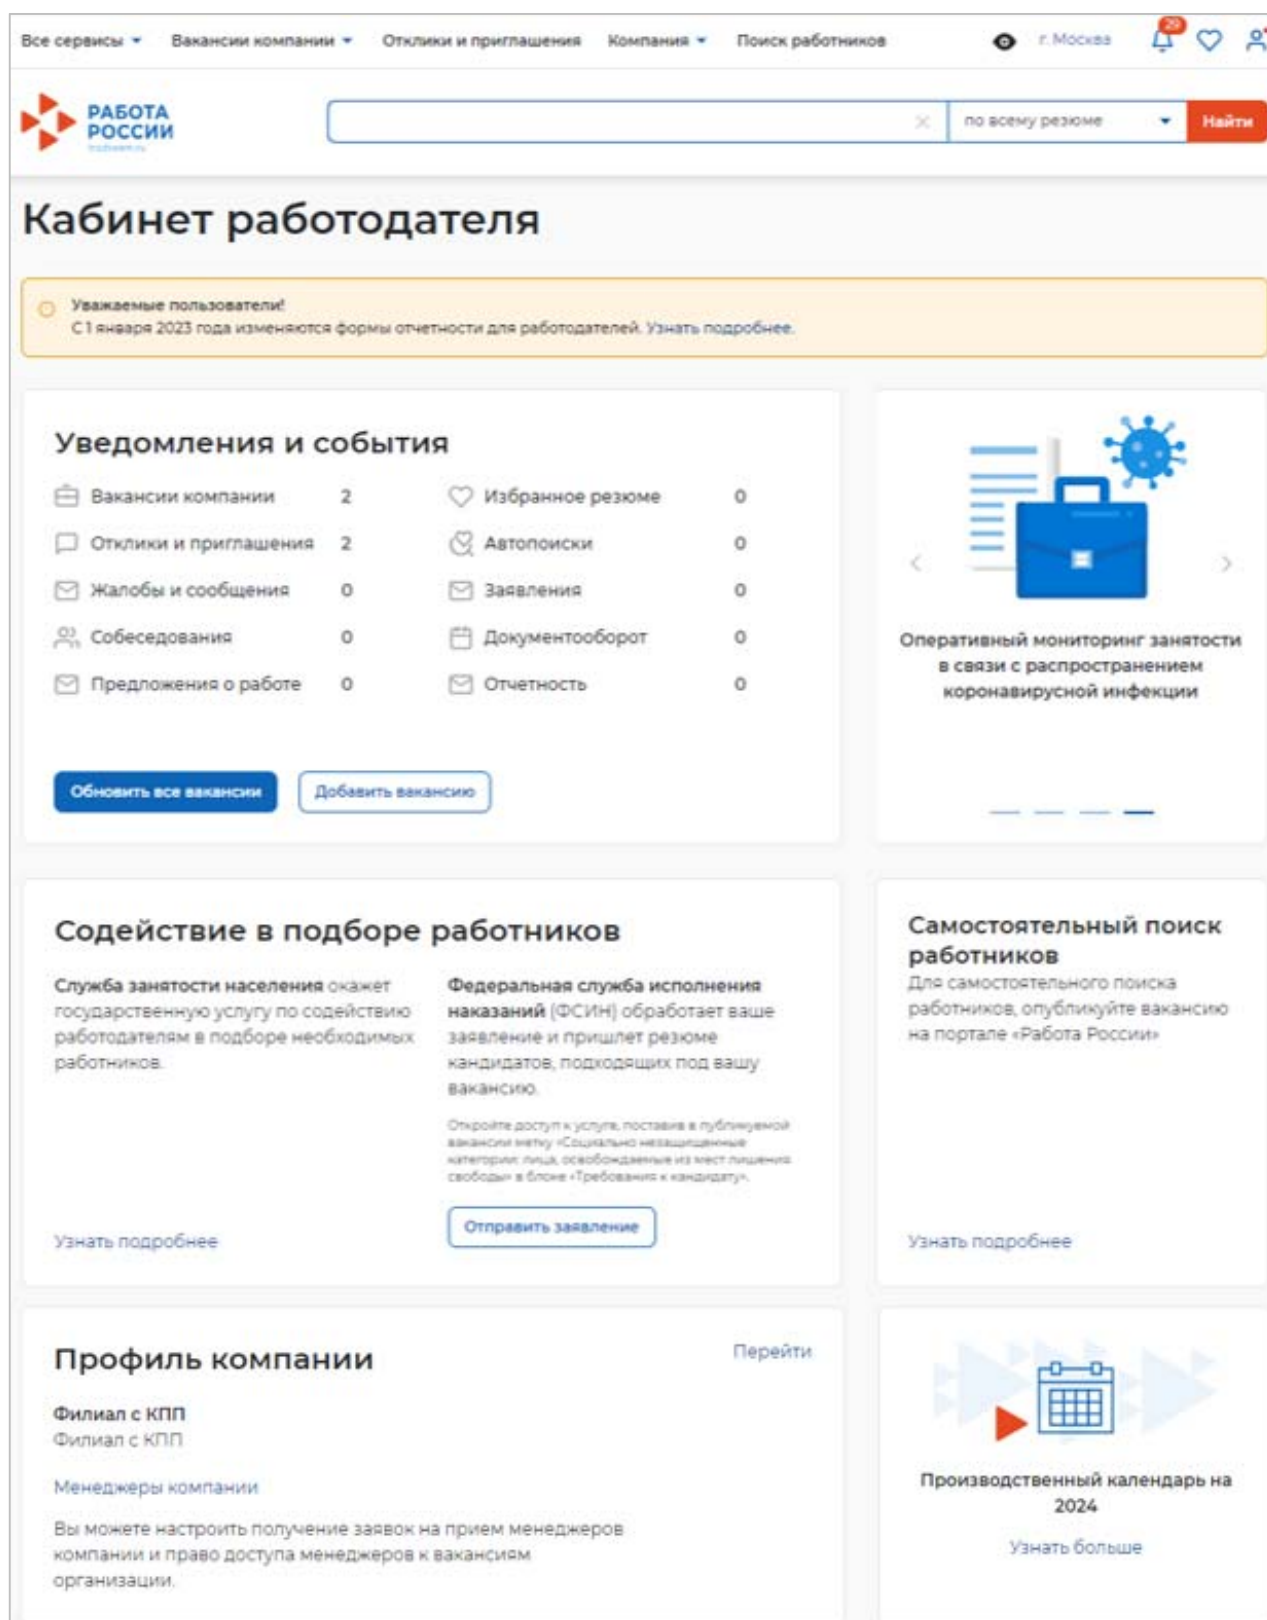 Все сервисы Вакансии компании Отклики и приглашения Компания Поиск работников г. Москва 29
РАБОТА
РОССИИ
по всему резюме Найти
Кабинет работодателя
Уважаемые пользователи!
С 1 января 2023 года изменяются формы отчетности для работодателей. Узнать подробнее.
Уведомления и события
Вакансии компании 2 Избранное резюме 0
Отклики и приглашения 2 Автопоиски 0
Жалобы и сообщения 0 Заявления 0
Собеседования 0 Документооборот 0
Предложения о работе 0 Отчетность 0
Обновить все вакансии Добавить вакансию
Оперативный мониторинг занятости
в связи с распространением
коронавирусной инфекции
Содействие в подборе работников
Служба занятости населения окажет
государственную услугу по содействию
работодателям в подборе необходимых
работников.
Узнать подробнее
Федеральная служба исполнения
наказаний (ФСИН) обработает ваше
заявление и пришлет резюме
кандидатов, подходящих под вашу
вакансию.
Откройте доступ к услуге, поставив в публикуемой
вакансии метку «Социально незащищенные
категории: лица, освобождаемые из мест лишения
свободы» в блоке «Требования к кандидату».
Отправить заявление
Самостоятельный поиск
работников
Для самостоятельного поиска
работников, опубликуйте вакансию
на портале «Работа России»
Узнать подробнее
Профиль компании Перейти
Филиал с КПП
Филиал с КПП
Менеджеры компании
Вы можете настроить получение заявок на прием менеджеров
компании и право доступа менеджеров к вакансиям
организации.
Производственный календарь на
2024
Узнать больше